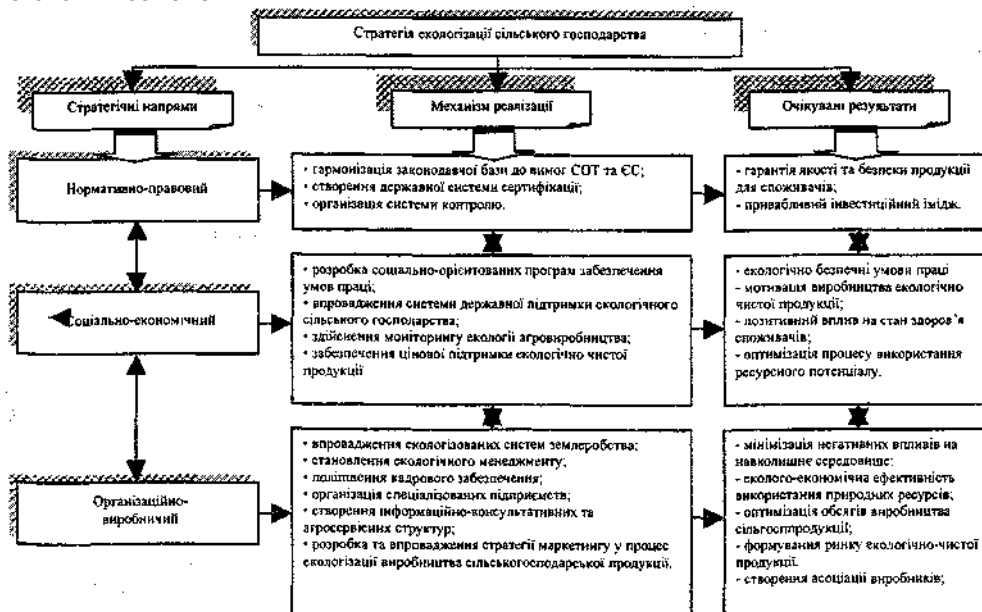 Стратегія екологізації сільського господарства
Стратегічні напрями
Механізм реалізації
Очікувані результати
Нормативно-правовий
• гармонізація законодавчої бази до вимог СОТ та ЄС;
• створення державної системи сертифікації;
• організація системи контролю.
• гарантія якості та безпеки продукції
для споживачів;
• привабливий інвестиційний імідж.
Соціально-економічний
• розробка соціально-орієнтованих програм забезпечення
умов праці;
• впровадження системи державної підтримки екологічного
сільського господарства;
• здійснення моніторингу екології агровиробництва;
• забезпечення цінової підтримки екологічно чистої
продукції
• екологічно безпечні умови праці
- мотивація виробництва екологічно
чистої продукції;
- позитивний вплив на стан здоров'я
споживачів;
• оптимізація процесу використання
ресурсного потенціалу.
Організаційно-
виробничий
• впровадження екологізованих систем землеробства;
• становлення екологічного менеджменту;
• поліпшення кадрового забезпечення;
• організація спеціалізованих підприємств;
• створення інформаційно-консультативних та
агросервісних структур;
• розробка та впровадження стратегії маркетингу у процес
екологізації виробництва сільськогосподарської продукції.
- мінімізація негативних впливів на
навколишнє середовище;
- еколого-економічна ефективність
використання природних ресурсів;
• оптимізація обсягів виробництва
сільгосппродукції;
- формування ринку екологічно-чистої
продукції.
- створення асоціації виробників;